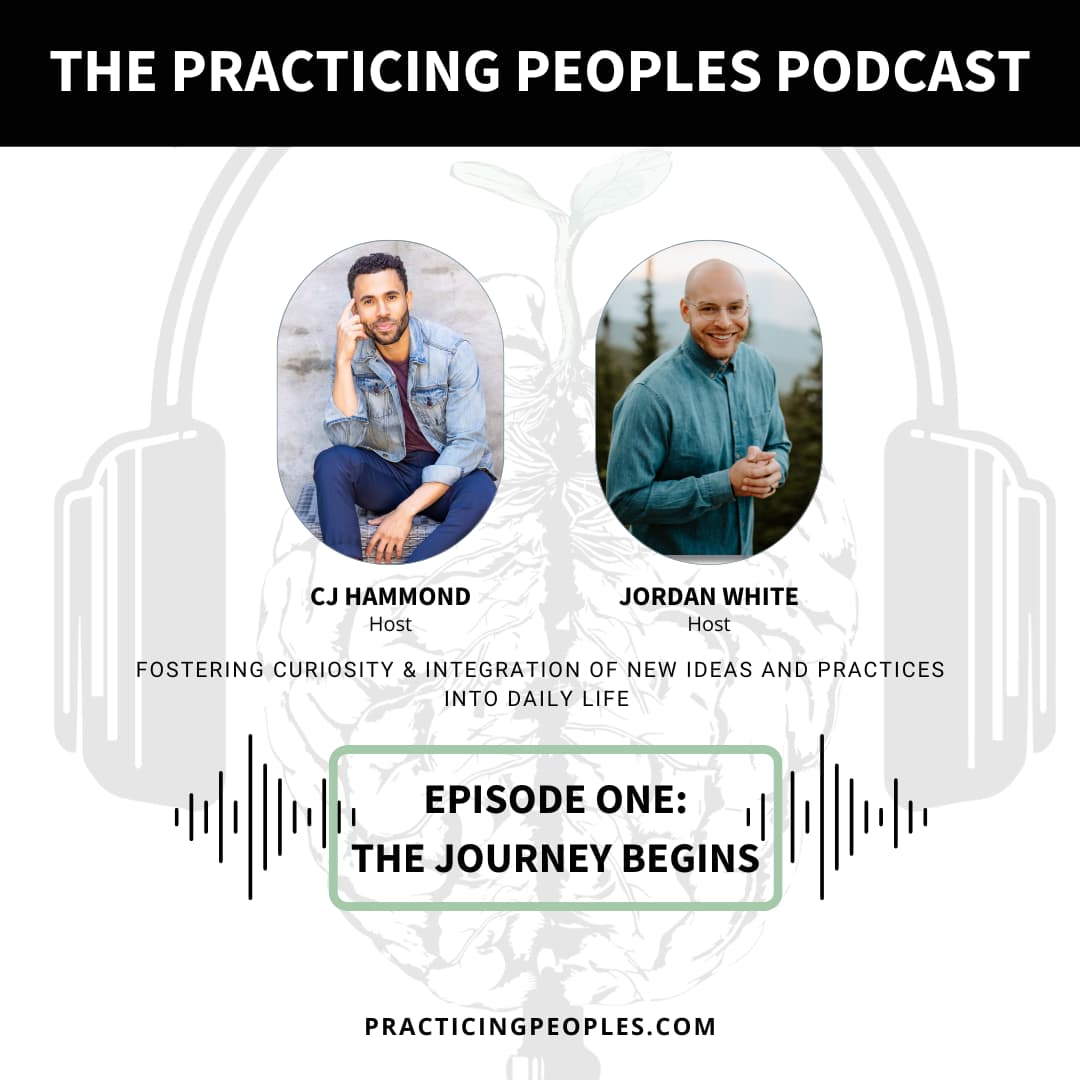 THE PRACTICING PEOPLES PODCAST
CJ HAMMOND
Host
JORDAN WHITE
Host
FOSTERING CURIOSITY & INTEGRATION OF NEW IDEAS AND PRACTICES
INTO DAILY LIFE
EPISODE ONE:
THE JOURNEY BEGINS
PRACTICINGPEOPLES.COM